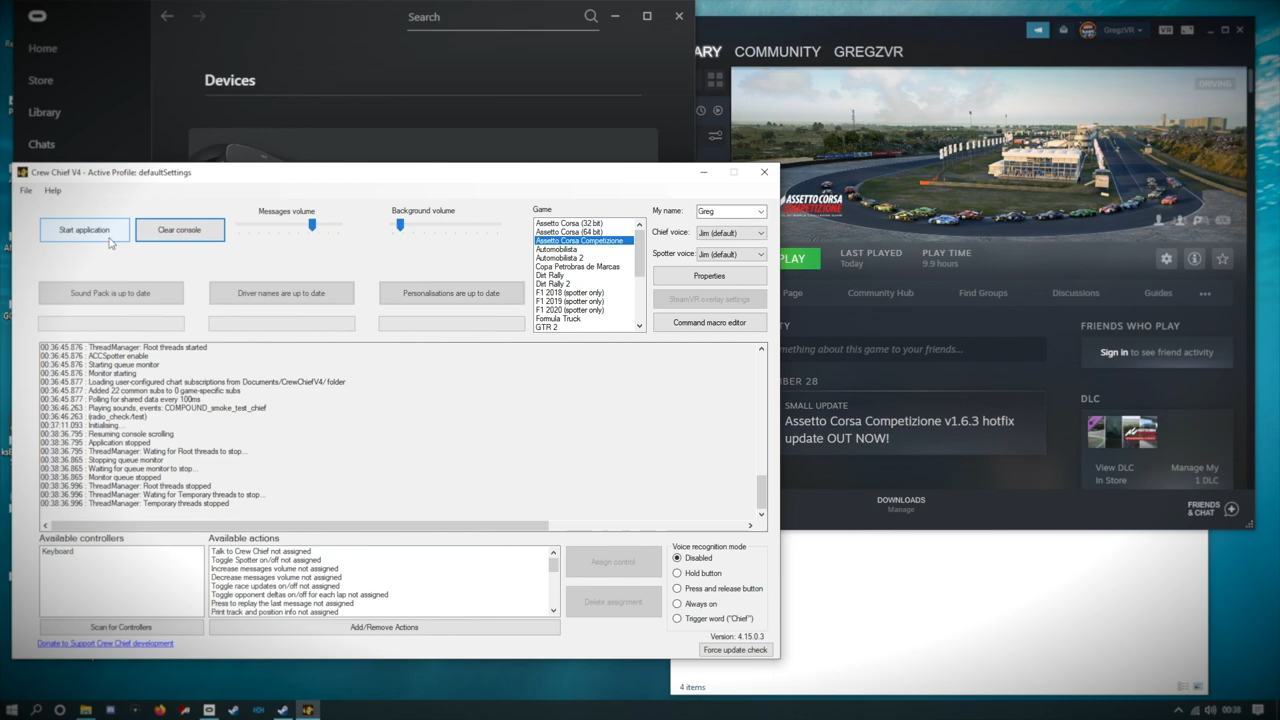 Search
Home
Store
Library
Chats
Devices
GregzVR
VR
ARY COMMUNITY GREGZVR
DRIVING
ASSETTO CORSA
COMPETIZIONE
LAY
LAST PLAYED
Today
PLAY TIME
9.9 hours
Page
Community Hub
Find Groups
Discussions
Guides
mething about this game to your friends...
FRIENDS WHO PLAY
Sign in to see friend activity
BER 28
SMALL UPDATE
Assetto Corsa Competizione v1.6.3 hotfix
update OUT NOW!
DLC
View DLC
In Store
Manage My
1 DLC
DOWNLOADS
Manage
FRIENDS
& CHAT
Crew Chief V4 - Active Profile: defaultSettings
File Help
Start application
Clear console
Messages volume
Background volume
Game
Assetto Corsa (32 bit)
Assetto Corsa (64 bit)
Assetto Corsa Competizione
Automobilista
Automobilista 2
Copa Petrobras de Marcas
Dirt Rally
Dirt Rally 2
F1 2018 (spotter only)
F1 2019 (spotter only)
F1 2020 (spotter only)
Formula Truck
GTR 2
My name: Greg
Chief voice: Jim (default)
Spotter voice: Jim (default)
Properties
SteamVR overlay settings
Command macro editor
Sound Pack is up to date
Driver names are up to date
Personalisations are up to date
00:36:45.876 : ThreadManager: Root threads started
00:36:45.876 : ACCSpotter enable
00:36:45.876 : Starting queue monitor
00:36:45.876 : Monitor starting
00:36:45.877 : Loading user-configured chart subscriptions from Documents/CrewChiefV4/ folder
00:36:45.877 : Added 22 common subs to 0 game-specific subs
00:36:45.877 : Polling for shared data every 100ms
00:36:46.263 : Playing sounds, events: COMPOUND_smoke_test_chief
00:36:46.263 : (radio_check/test)
00:37:11.093 : Initialising...
00:38:36.795 : Resuming console scrolling
00:38:36.795 : Application stopped
00:38:36.795 : ThreadManager: Wating for Root threads to stop...
00:38:36.865 : Stopping queue monitor
00:38:36.865 : Waiting for queue monitor to stop...
00:38:36.865 : Monitor queue stopped
00:38:36.996 : ThreadManager: Root threads stopped
00:38:36.996 : ThreadManager: Wating for Temporary threads to stop...
00:38:36.996 : ThreadManager: Temporary threads stopped
Available controllers
Keyboard
Available actions
Talk to Crew Chief not assigned
Toggle Spotter on/off not assigned
Increase messages volume not assigned
Decrease messages volume not assigned
Toggle race updates on/off not assigned
Toggle opponent deltas on/off for each lap not assigned
Press to replay the last message not assigned
Print track and position info not assigned
Assign control
Delete assignment
Voice recognition mode
Disabled
Hold button
Press and release button
Always on
Trigger word ("Chief")
Scan for Controllers
Add/Remove Actions
Version: 4.15.0.3
Donate to Support Crew Chief development
Force update check
4 items
00:38